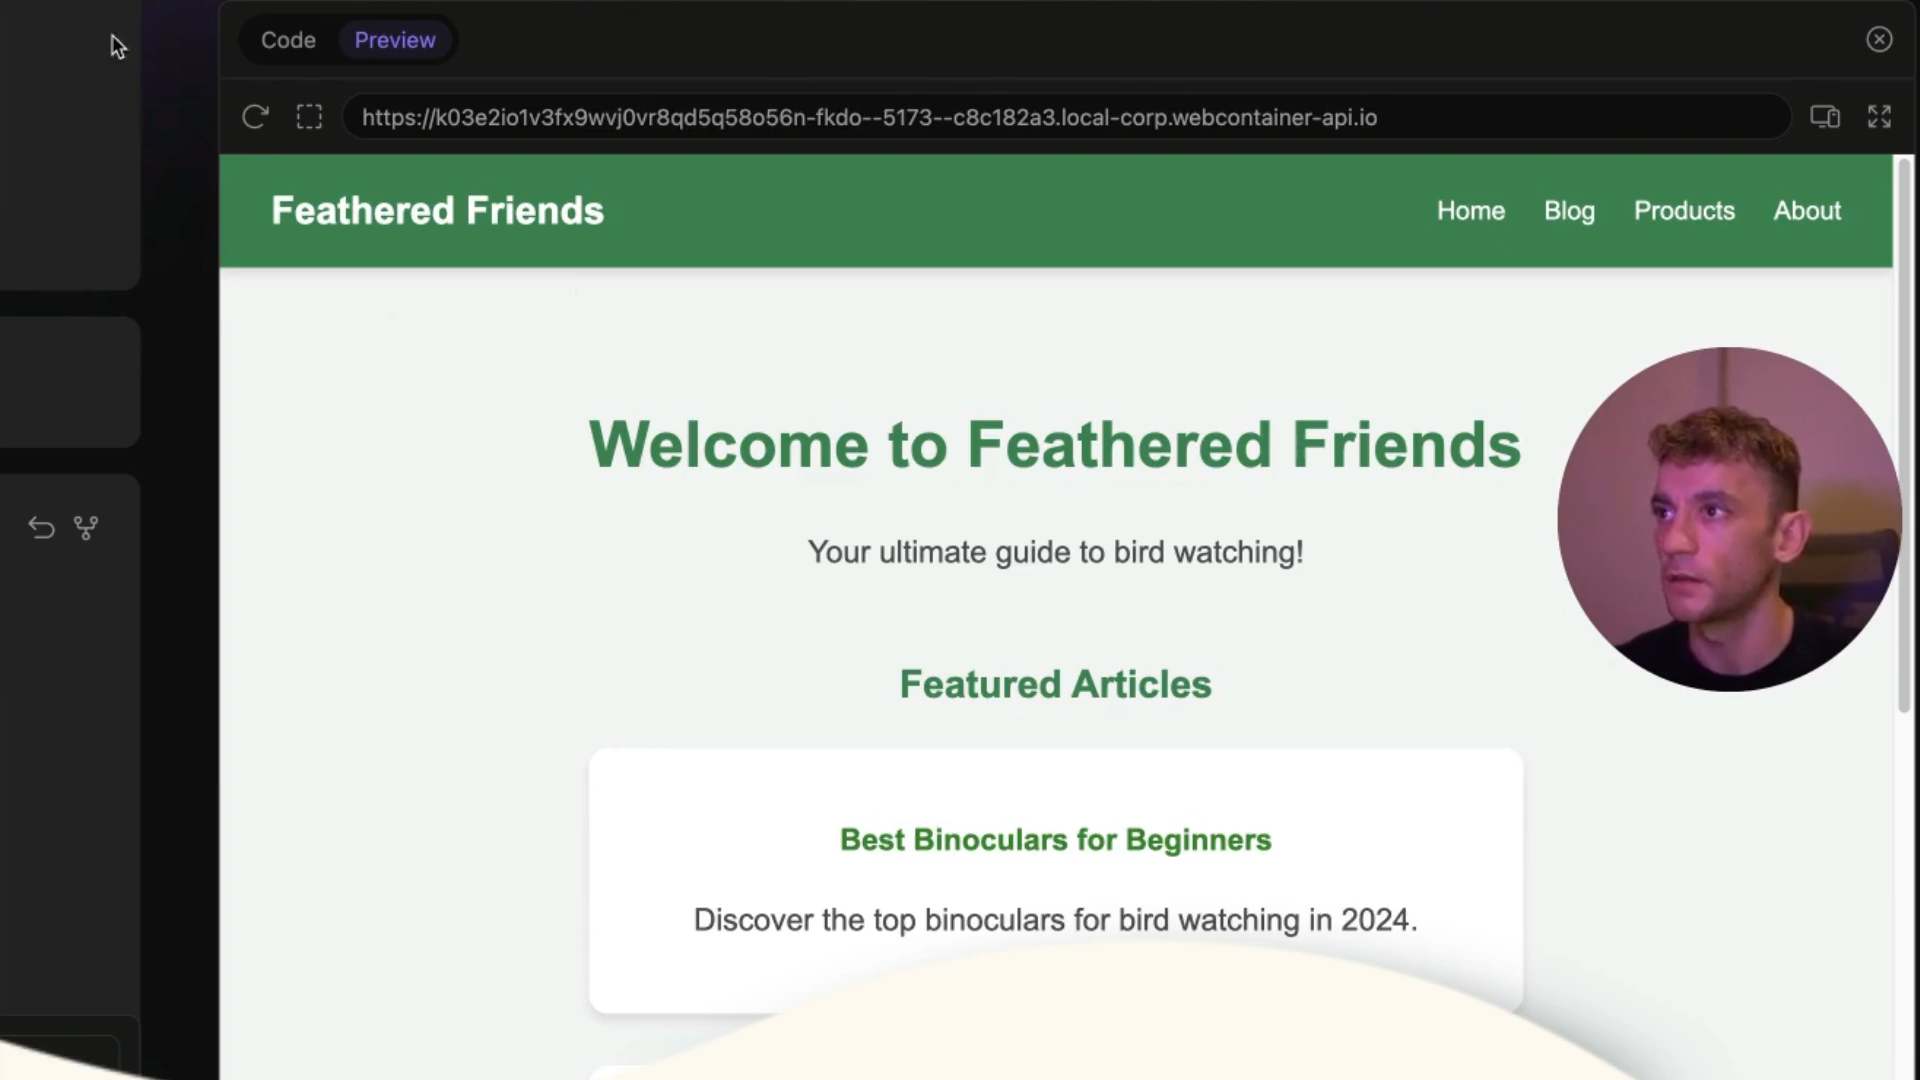 Code Preview
https://k03e2io1v3fx9wvj0vr8qd5q58o56n-fkdo--5173--c8c182a3.local-corp.webcontainer-api.io
Feathered Friends
Home Blog Products About
Welcome to Feathered Friends
Your ultimate guide to bird watching!
Featured Articles
Best Binoculars for Beginners
Discover the top binoculars for bird watching in 2024.